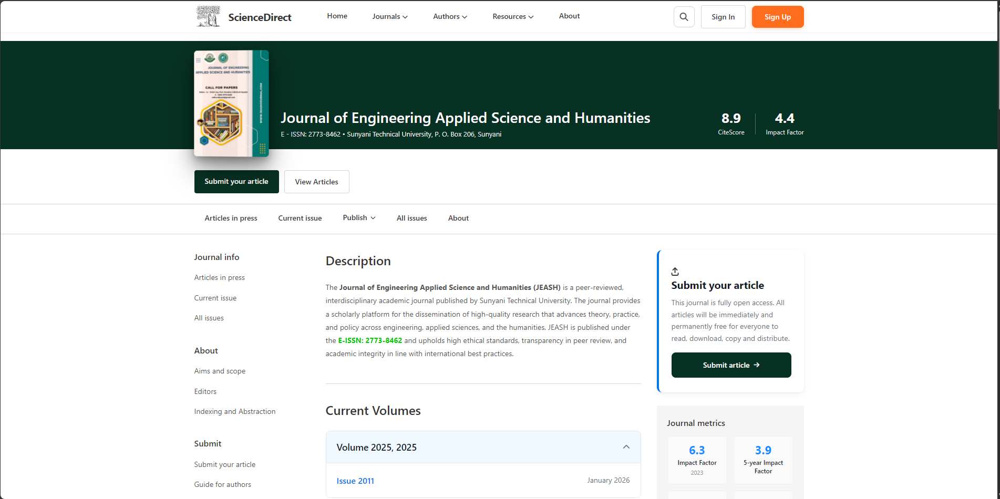 ScienceDirect
Home
Journals
Authors
Resources
About
Sign In
Sign Up
JOURNAL OF ENGINEERING
APPLIED SCIENCE AND HUMANITIES
CALL FOR PAPERS
WWW.JEASHJOURNAL.COM
Journal of Engineering Applied Science and Humanities
E - ISSN: 2773-8462 • Sunyani Technical University, P. O. Box 206, Sunyani
8.9
CiteScore
4.4
Impact Factor
Submit your article
View Articles
Articles in press
Current issue
Publish
All issues
About
Journal info
Articles in press
Current issue
All issues
About
Aims and scope
Editors
Indexing and Abstraction
Submit
Submit your article
Guide for authors
Description
The Journal of Engineering Applied Science and Humanities (JEASH) is a peer-reviewed,
interdisciplinary academic journal published by Sunyani Technical University. The journal provides
a scholarly platform for the dissemination of high-quality research that advances theory, practice,
and policy across engineering, applied sciences, and the humanities. JEASH is published under
the E-ISSN: 2773-8462 and upholds high ethical standards, transparency in peer review, and
academic integrity in line with international best practices.
Current Volumes
Volume 2025, 2025
Issue 2011
January 2026
Submit your article
This journal is fully open access. All
articles will be immediately and
permanently free for everyone to
read, download, copy and distribute.
Submit article →
Journal metrics
6.3
Impact Factor
2023
3.9
5-year Impact
Factor